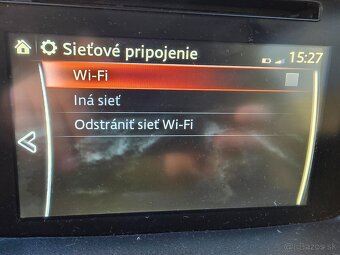 Sieťové pripojenie
15:27
Wi-Fi
Iná sieť
Odstrániť sieť Wi-Fi